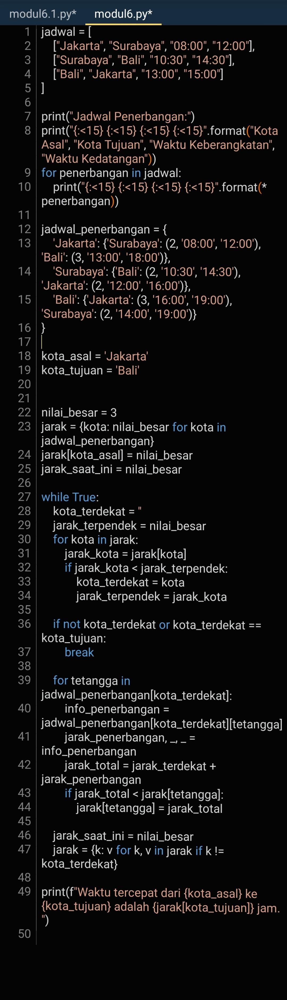 modul6.1.py* modul6.py*
1 jadwal = [
2 ["Jakarta", "Surabaya", "08:00", "12:00"],
3 ["Surabaya", "Bali", "10:30", "14:30"],
4 ["Bali", "Jakarta", "13:00", "15:00"]
5 ]
6
7 print("Jadwal Penerbangan:")
8 print("{:<15} {:<15} {:<15} {:<15}".format("Kota
Asal", "Kota Tujuan", "Waktu Keberangkatan",
"Waktu Kedatangan"))
9 for penerbangan in jadwal:
10 print("{:<15} {:<15} {:<15} {:<15}".format(*
penerbangan))
11
12 jadwal_penerbangan = {
13 'Jakarta': {'Surabaya': (2, '08:00', '12:00'),
'Bali': (3, '13:00', '18:00')},
14 'Surabaya': {'Bali': (2, '10:30', '14:30'),
'Jakarta': (2, '12:00', '16:00')},
15 'Bali': {'Jakarta': (3, '16:00', '19:00'),
'Surabaya': (2, '14:00', '19:00')}
16 }
17
18 kota_asal = 'Jakarta'
19 kota_tujuan = 'Bali'
20
21
22 nilai_besar = 3
23 jarak = {kota: nilai_besar for kota in
jadwal_penerbangan}
24 jarak[kota_asal] = nilai_besar
25 jarak_saat_ini = nilai_besar
26
27 while True:
28 kota_terdekat = ''
29 jarak_terpendek = nilai_besar
30 for kota in jarak:
31 jarak_kota = jarak[kota]
32 if jarak_kota < jarak_terpendek:
33 kota_terdekat = kota
34 jarak_terpendek = jarak_kota
35
36 if not kota_terdekat or kota_terdekat ==
kota_tujuan:
37 break
38
39 for tetangga in
jadwal_penerbangan[kota_terdekat]:
40 info_penerbangan =
jadwal_penerbangan[kota_terdekat][tetangga]
41 jarak_penerbangan, _, _ =
info_penerbangan
42 jarak_total = jarak_terdekat +
jarak_penerbangan
43 if jarak_total < jarak[tetangga]:
44 jarak[tetangga] = jarak_total
45
46 jarak_saat_ini = nilai_besar
47 jarak = {k: v for k, v in jarak if k !=
kota_terdekat}
48
49 print(f"Waktu tercepat dari {kota_asal} ke
{kota_tujuan} adalah {jarak[kota_tujuan]} jam.
")
50